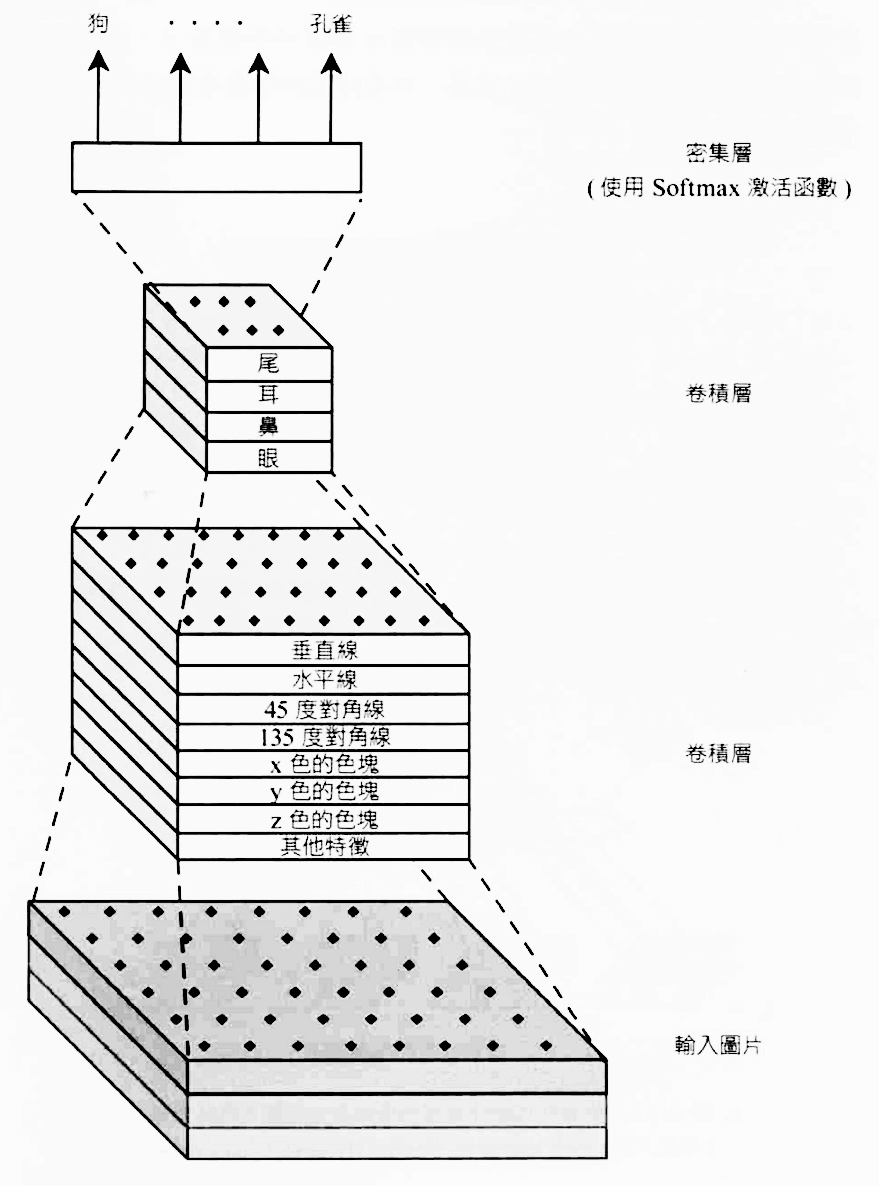 狗 ････ 孔雀
密集層
(使用 Softmax 激活函數)
尾
耳
鼻
眼
卷積層
垂直線
水平線
45 度對角線
135 度對角線
x 色的色塊
y 色的色塊
z 色的色塊
其他特徵
卷積層
輸入圖片